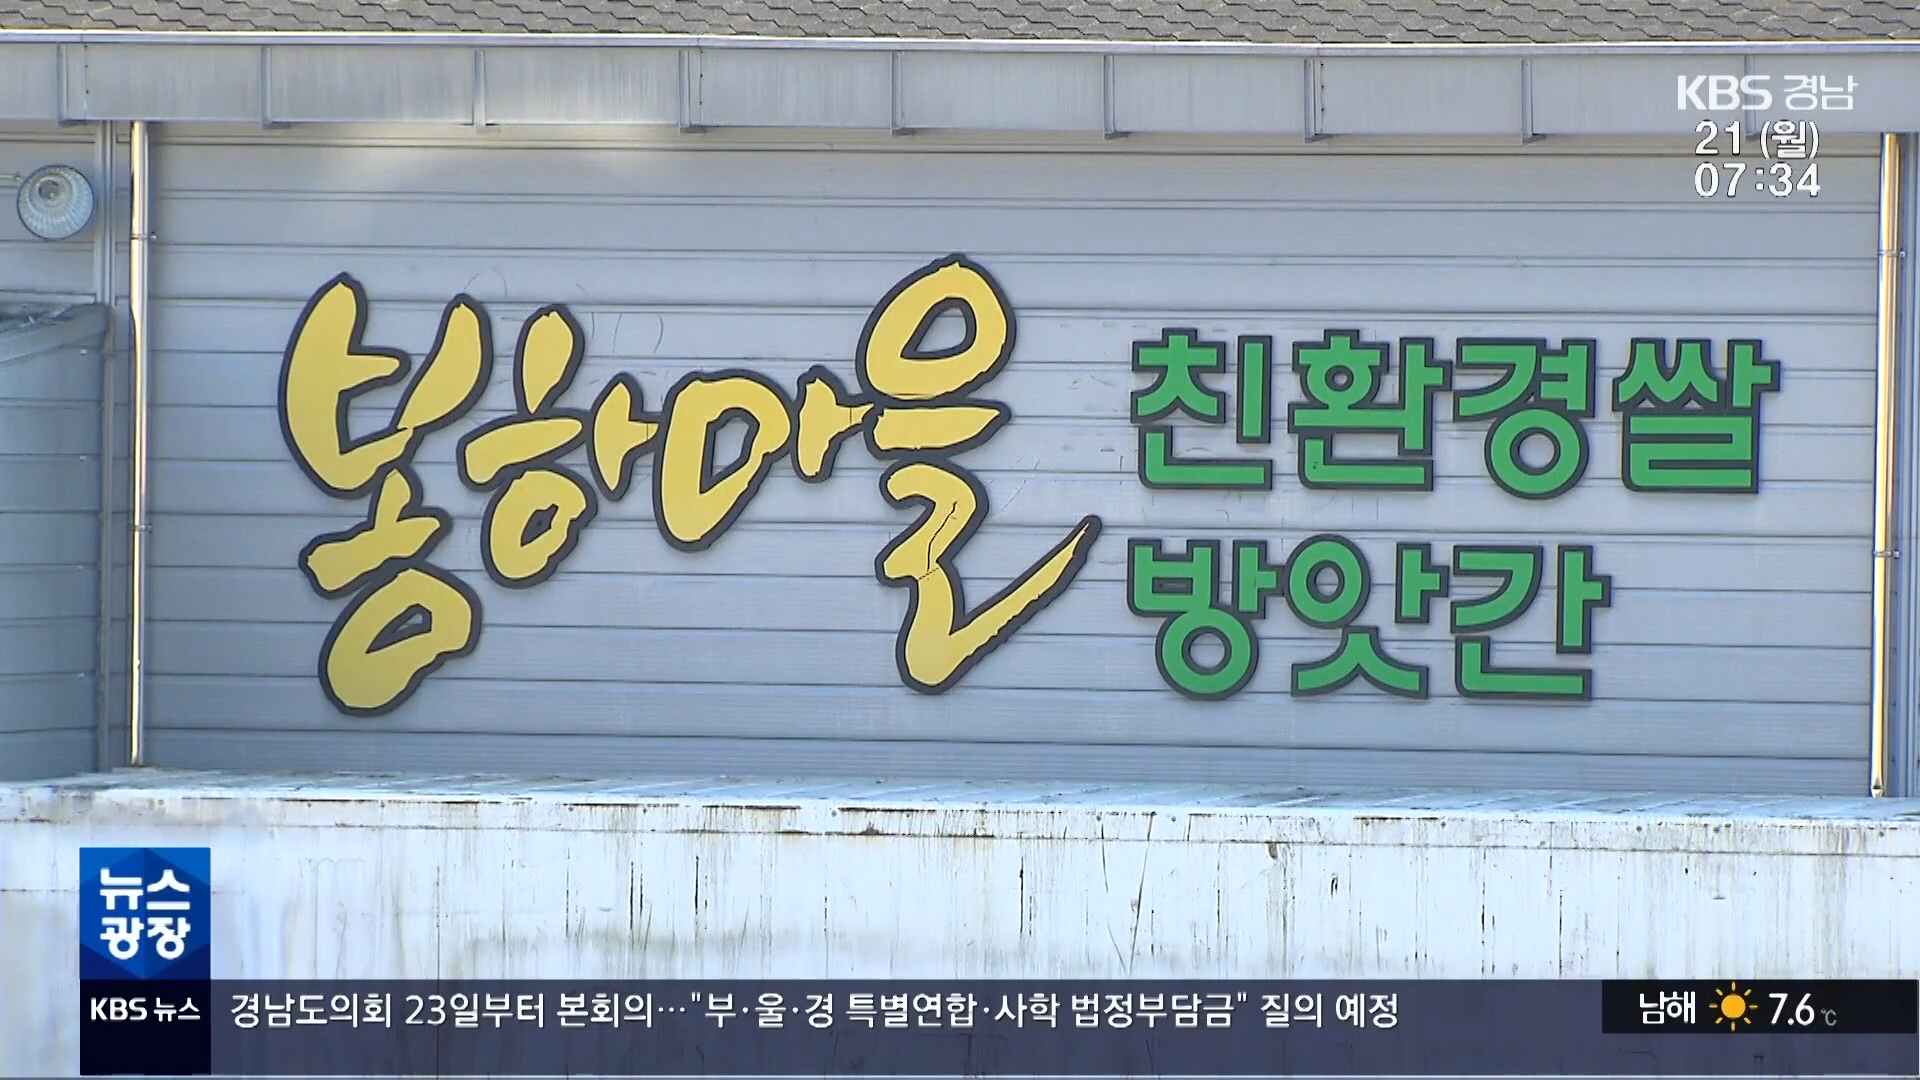 KBS 경남
21 (월)
07:34
봉하마을
친환경쌀
방앗간
뉴스
광장
KBS 뉴스
경남도의회 23일부터 본회의…"부·울·경 특별연합·사학 법정부담금" 질의 예정
남해 7.6℃